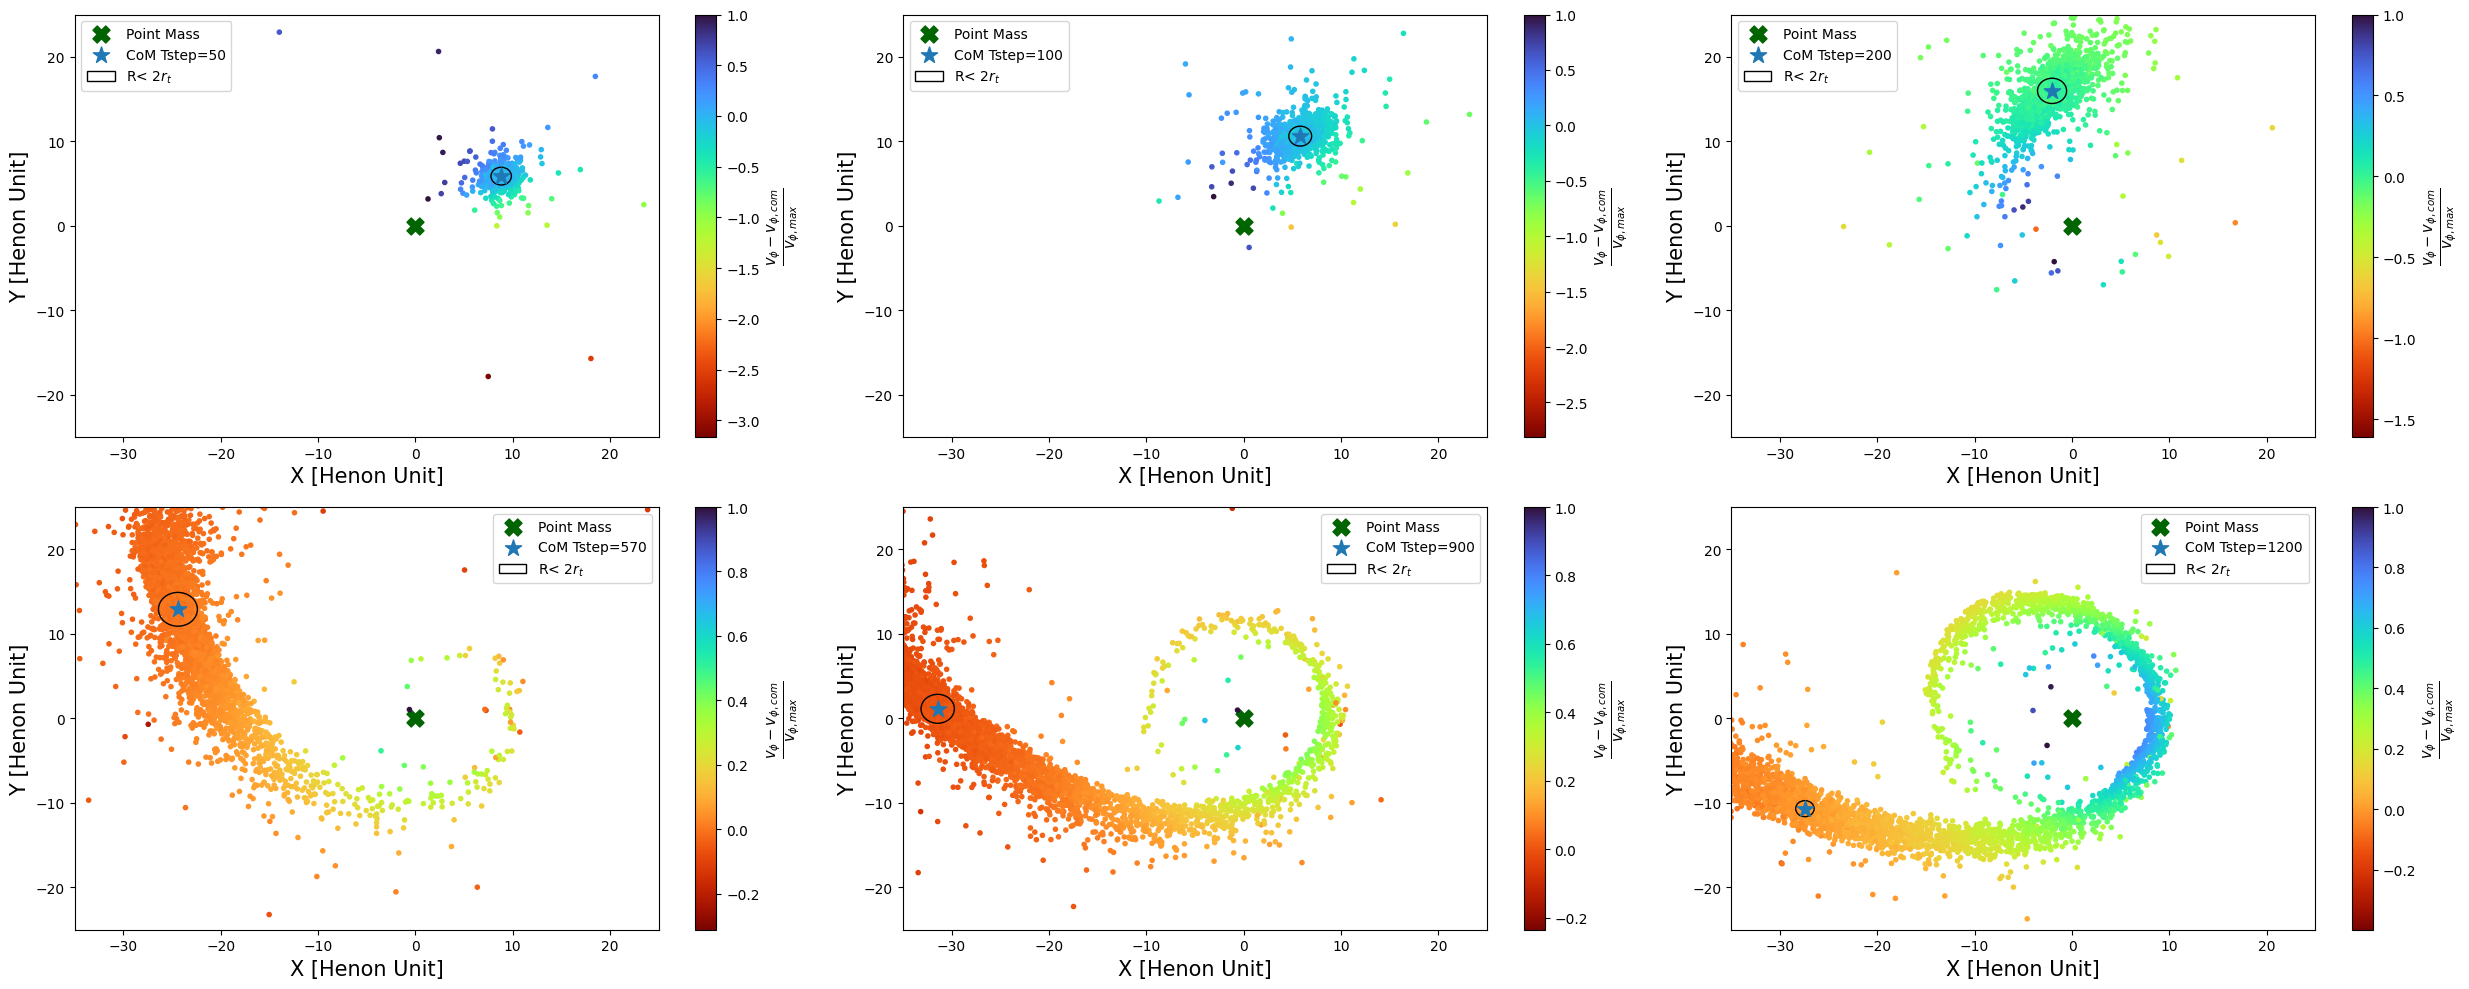 Point Mass
CoM Tstep=50
R< 2r_t
20
10
0
−10
−20
Y [Henon Unit]
−30
−20
−10
0
10
20
X [Henon Unit]
1.0
0.5
0.0
−0.5
−1.0
−1.5
−2.0
−2.5
−3.0
v_ϕ − v_ϕ,com
v_ϕ,max
Point Mass
CoM Tstep=100
R< 2r_t
20
10
0
−10
−20
Y [Henon Unit]
−30
−20
−10
0
10
20
X [Henon Unit]
1.0
0.5
0.0
−0.5
−1.0
−1.5
−2.0
−2.5
v_ϕ − v_ϕ,com
v_ϕ,max
Point Mass
CoM Tstep=200
R< 2r_t
20
10
0
−10
−20
Y [Henon Unit]
−30
−20
−10
0
10
20
X [Henon Unit]
1.0
0.5
0.0
−0.5
−1.0
−1.5
v_ϕ − v_ϕ,com
v_ϕ,max
Point Mass
CoM Tstep=570
R< 2r_t
20
10
0
−10
−20
Y [Henon Unit]
−30
−20
−10
0
10
20
X [Henon Unit]
1.0
0.8
0.6
0.4
0.2
0.0
−0.2
v_ϕ − v_ϕ,com
v_ϕ,max
Point Mass
CoM Tstep=900
R< 2r_t
20
10
0
−10
−20
Y [Henon Unit]
−30
−20
−10
0
10
20
X [Henon Unit]
1.0
0.8
0.6
0.4
0.2
0.0
−0.2
v_ϕ − v_ϕ,com
v_ϕ,max
Point Mass
CoM Tstep=1200
R< 2r_t
20
10
0
−10
−20
Y [Henon Unit]
−30
−20
−10
0
10
20
X [Henon Unit]
1.0
0.8
0.6
0.4
0.2
0.0
−0.2
v_ϕ − v_ϕ,com
v_ϕ,max